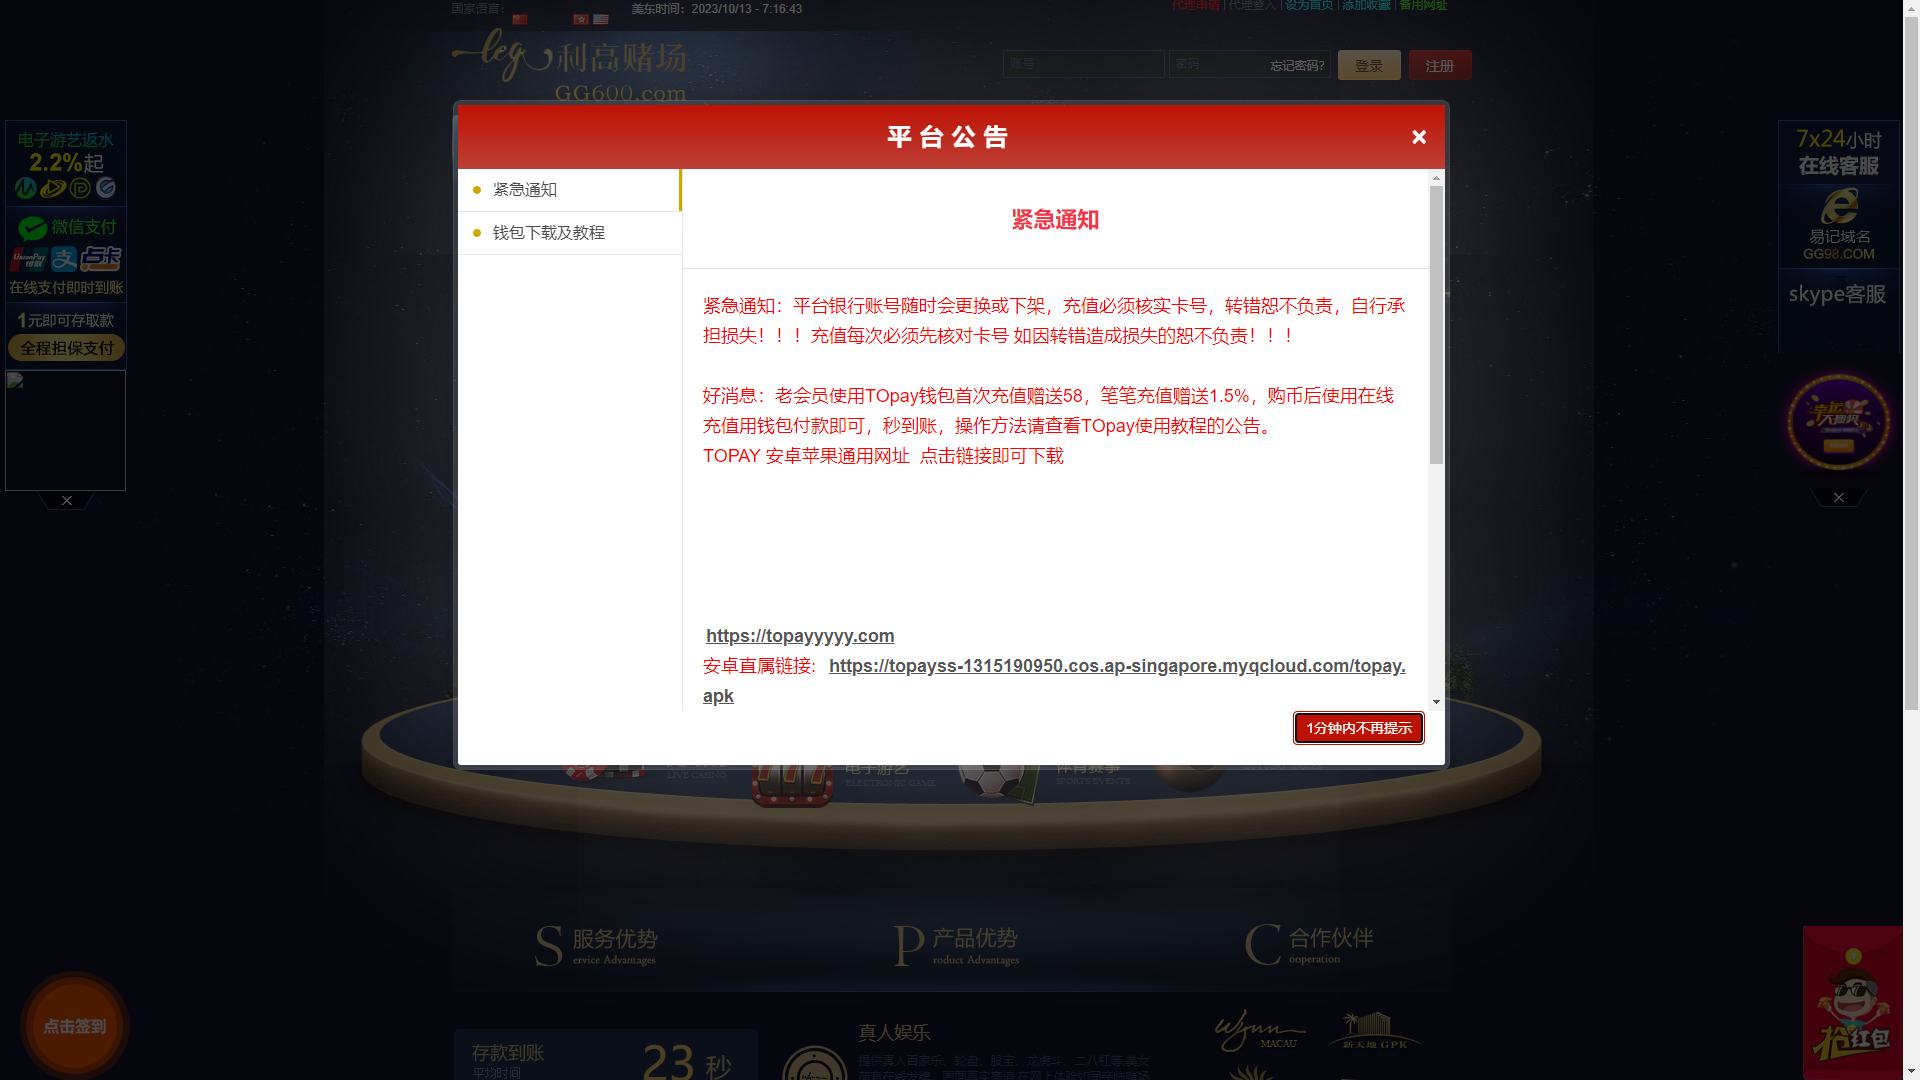 国家语言：
美东时间：2023/10/13 - 7:16:43
代理申请 | 代理登入 | 设为首页 | 添加收藏 | 备用网址
leg 利高赌场
GG600.com
账号
密码
忘记密码?
登录
注册
平台公告
×
紧急通知
钱包下载及教程
紧急通知
紧急通知：平台银行账号随时会更换或下架，充值必须核实卡号，转错恕不负责，自行承
担损失！！！充值每次必须先核对卡号 如因转错造成损失的恕不负责！！！
好消息：老会员使用TOpay钱包首次充值赠送58，笔笔充值赠送1.5%，购币后使用在线
充值用钱包付款即可，秒到账，操作方法请查看TOpay使用教程的公告。
TOPAY 安卓苹果通用网址 点击链接即可下载
https://topayyyyy.com
安卓直属链接: https://topayss-1315190950.cos.ap-singapore.myqcloud.com/topay.
apk
1分钟内不再提示
电子游艺返水
2.2%起
微信支付
UnionPay
支
点卡
在线支付即时到账
1元即可存取款
全程担保支付
7x24小时
在线客服
易记域名
GG98.COM
skype客服
幸运
大抽奖
抢红包
点击签到
LIVE CASINO
777
电子游艺
ELECTRONIC GAME
体育赛事
SPORTS EVENTS
S 服务优势
ervice Advantages
P 产品优势
roduct Advantages
C 合作伙伴
ooperation
存款到账
平均时间
23 秒
真人娱乐
提供真人百家乐、轮盘、骰宝、龙虎斗、二八杠等,美女
Wynn
MACAU
新天地 GPK